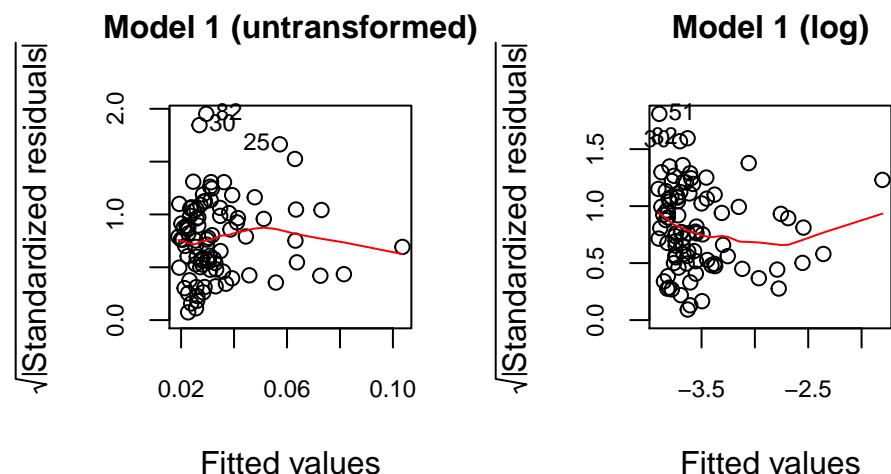 Model 1 (untransformed)
√|Standardized residuals|
2.0
1.0
0.0
82
30
25
0.02
0.06
0.10
Fitted values
Model 1 (log)
√|Standardized residuals|
1.5
1.0
0.5
0.0
51
−3.5
−2.5
Fitted values